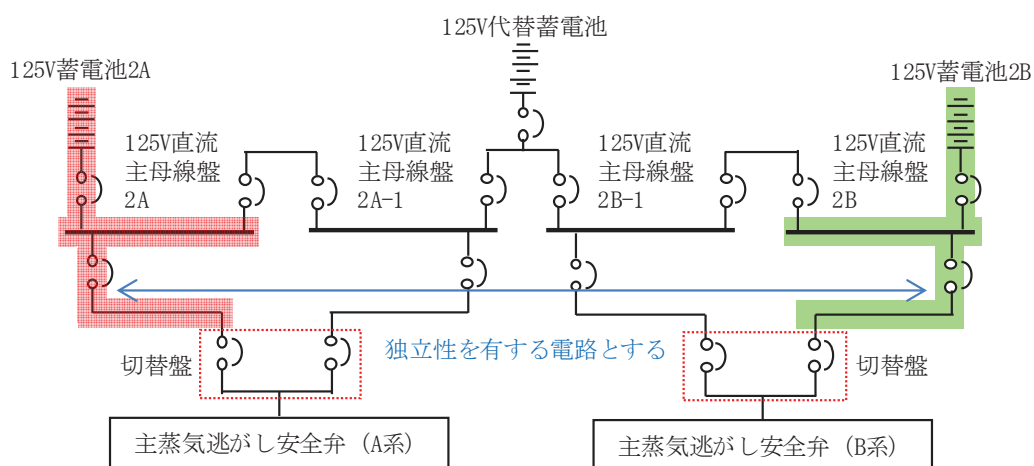 125V代替蓄電池
125V蓄電池2A
125V蓄電池2B
125V直流
主母線盤
2A
125V直流
主母線盤
2A-1
125V直流
主母線盤
2B-1
125V直流
主母線盤
2B
独立性を有する電路とする
切替盤
切替盤
主蒸気逃がし安全弁（A系）
主蒸気逃がし安全弁（B系）